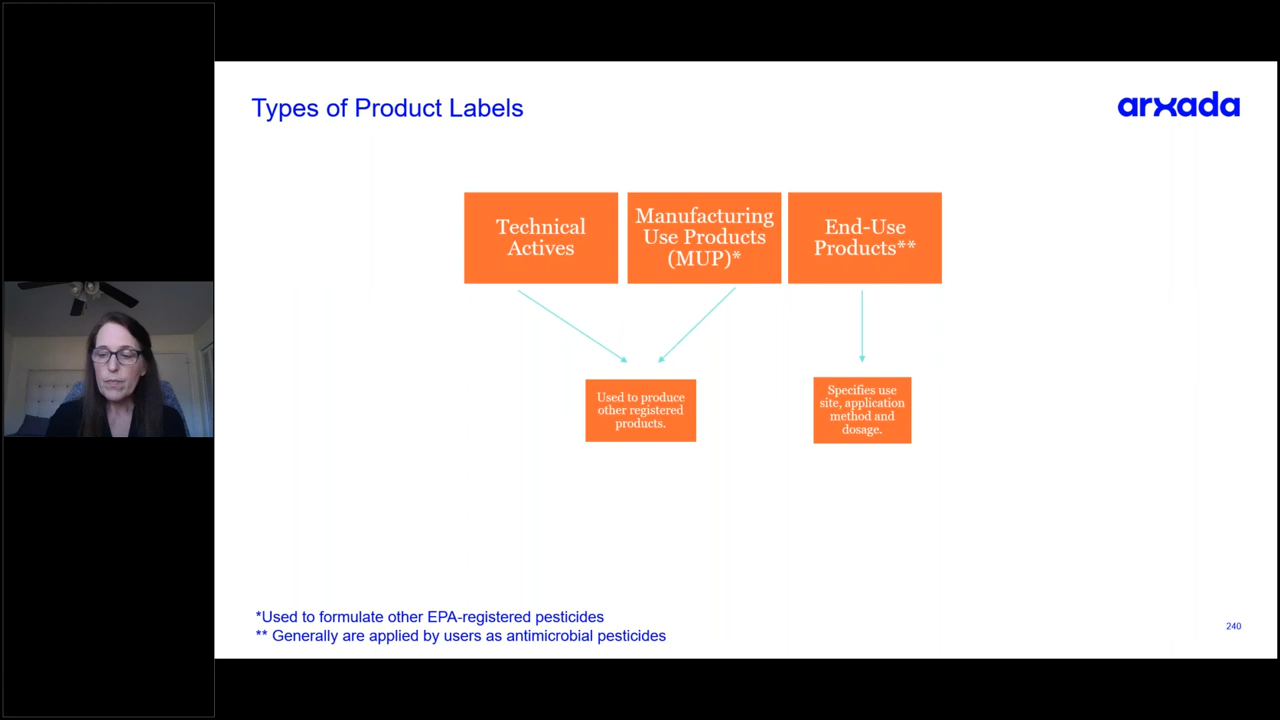 Types of Product Labels
arxada
Technical
Actives
Manufacturing
Use Products
(MUP)*
End-Use
Products**
Used to produce
other registered
products.
Specifies use
site, application
method and
dosage.
*Used to formulate other EPA-registered pesticides
** Generally are applied by users as antimicrobial pesticides
240